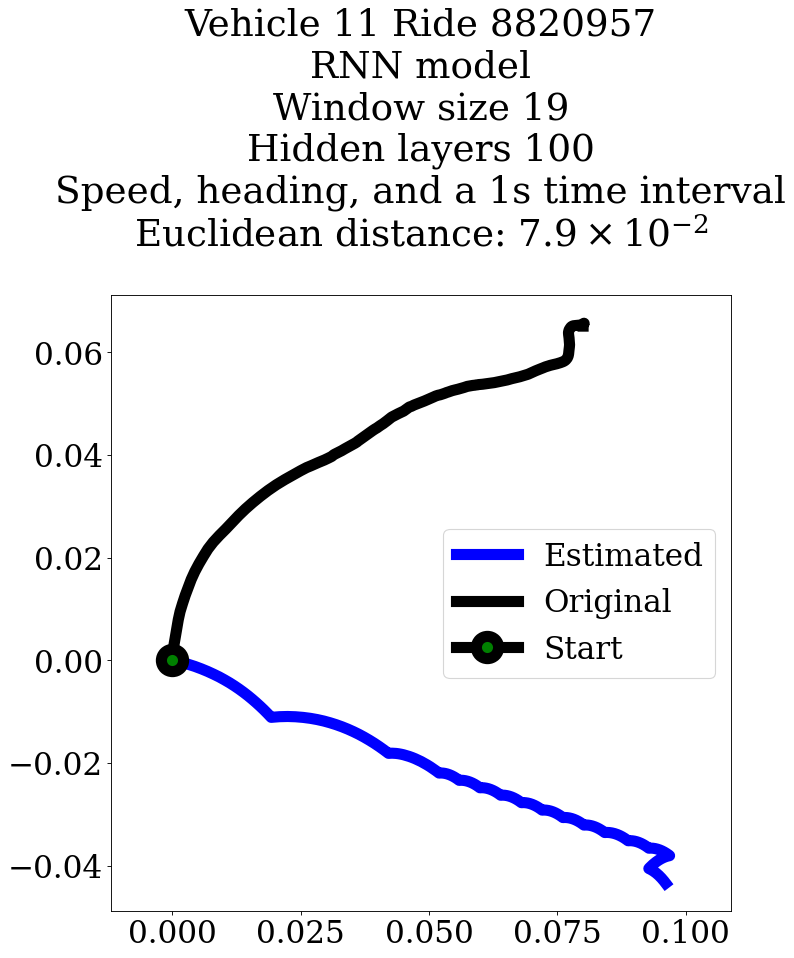 Vehicle 11 Ride 8820957
RNN model
Window size 19
Hidden layers 100
Speed, heading, and a 1s time interval
Euclidean distance: 7.9 × 10⁻²
0.06
0.04
0.02
0.00
−0.02
−0.04
Estimated
Original
Start
0.000 0.025 0.050 0.075 0.100